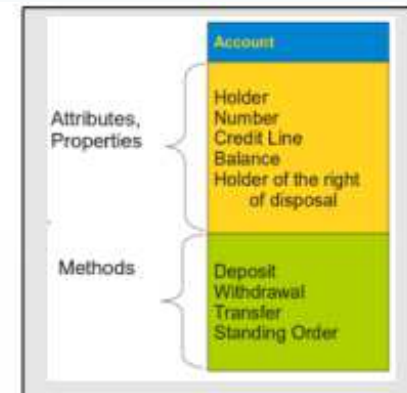 Account
Attributes,
Properties
Holder
Number
Credit Line
Balance
Holder of the right
of disposal
Methods
Deposit
Withdrawal
Transfer
Standing Order